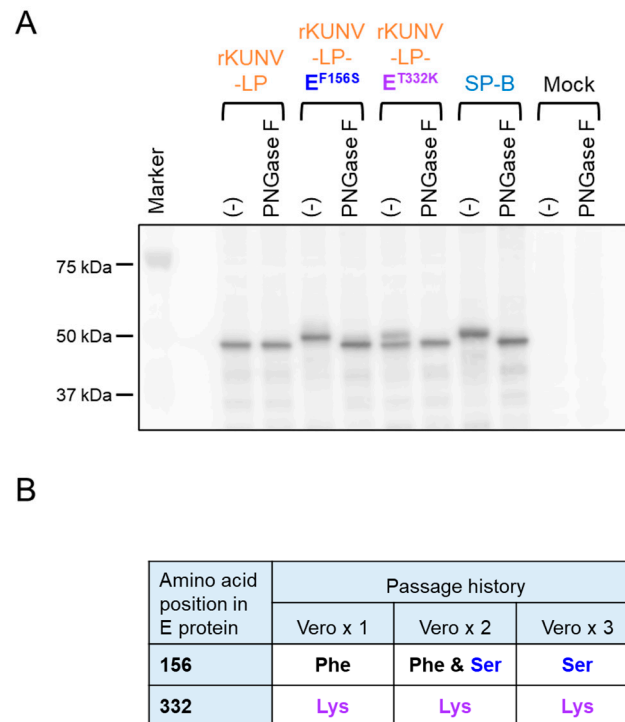 A
rKUNV
-LP
rKUNV
-LP-
E^F156S
rKUNV
-LP-
E^T332K
SP-B
Mock
Marker
(-)
PNGase F
(-)
PNGase F
(-)
PNGase F
(-)
PNGase F
(-)
PNGase F
75 kDa
50 kDa
37 kDa
B
Amino acid
position in
E protein
Passage history
Vero x 1 Vero x 2 Vero x 3
156 Phe Phe & Ser Ser
332 Lys Lys Lys